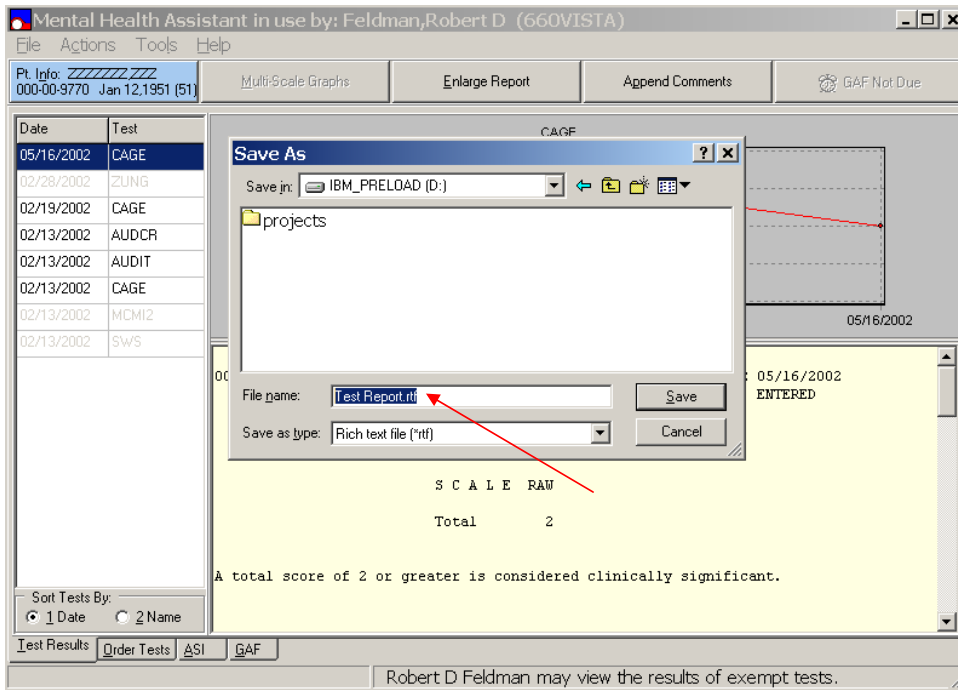 Mental Health Assistant in use by: Feldman,Robert D (660VISTA)
File Actions Tools Help
Pt. Info: ZZZZZZZ,ZZZ
000-00-9770 Jan 12,1951 (51)
Multi-Scale Graphs
Enlarge Report
Append Comments
GAF Not Due
Date Test
05/16/2002 CAGE
02/28/2002 ZUNG
02/19/2002 CAGE
02/13/2002 AUDCR
02/13/2002 AUDIT
02/13/2002 CAGE
02/13/2002 MCMI2
02/13/2002 SWS
Sort Tests By:
1 Date 2 Name
CAGE
Save As
Save in: IBM_PRELOAD (D:)
projects
File name: Test Report.rtf
Save
Save as type: Rich text file (*rtf)
Cancel
05/16/2002
: 05/16/2002
ENTERED
S C A L E RAW
Total 2
A total score of 2 or greater is considered clinically significant.
Test Results Order Tests ASI GAF
Robert D Feldman may view the results of exempt tests.